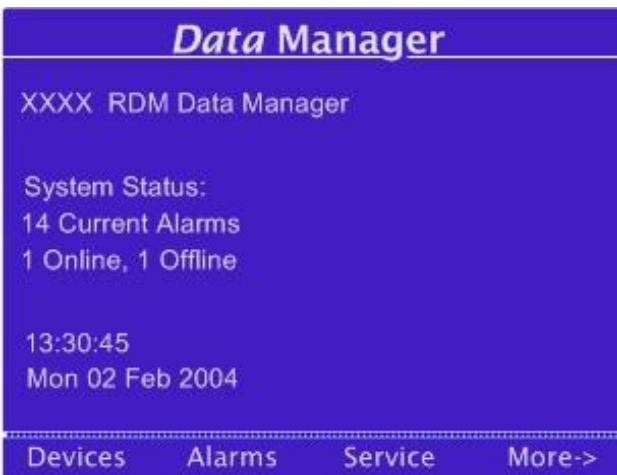 Data Manager
XXXX RDM Data Manager
System Status:
14 Current Alarms
1 Online, 1 Offline
13:30:45
Mon 02 Feb 2004
Devices Alarms Service More->